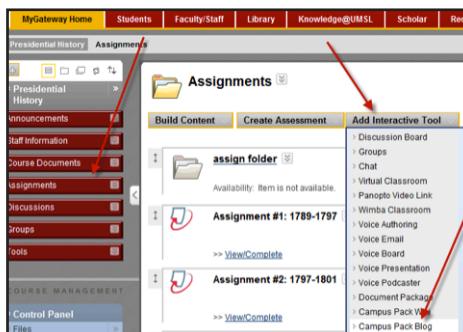 MyGateway Home Students Faculty/Staff Library Knowledge@UMSL Scholar
Presidential History Assignments
Presidential
History
Announcements
Staff Information
Course Documents
Assignments
Discussions
Groups
Tools
COURSE MANAGEMENT
Control Panel
Files
Assignments
Build Content Create Assessment Add Interactive Tool
assign folder
Availability: Item is not available.
Assignment #1: 1789-1797
>> View/Complete
Assignment #2: 1797-1801
>> View/Complete
> Discussion Board
> Groups
> Chat
> Virtual Classroom
> Panopto Video Link
> Wimba Classroom
> Voice Authoring
> Voice Email
> Voice Board
> Voice Presentation
> Voice Podcaster
> Document Package
> Campus Pack
> Campus Pack Blog